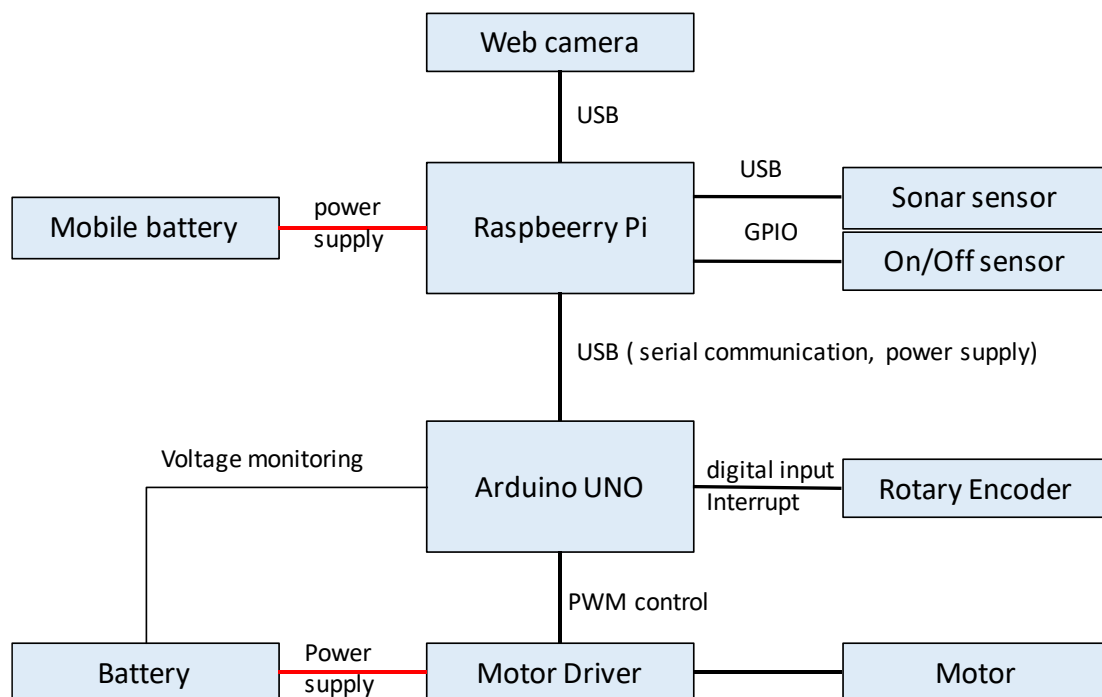 Web camera
USB
USB
Mobile battery
power
supply
Raspbeerry Pi
Sonar sensor
GPIO
On/Off sensor
USB ( serial communication,  power supply)
Voltage monitoring
Arduino UNO
digital input
Interrupt
Rotary Encoder
PWM control
Battery
Power
supply
Motor Driver
Motor